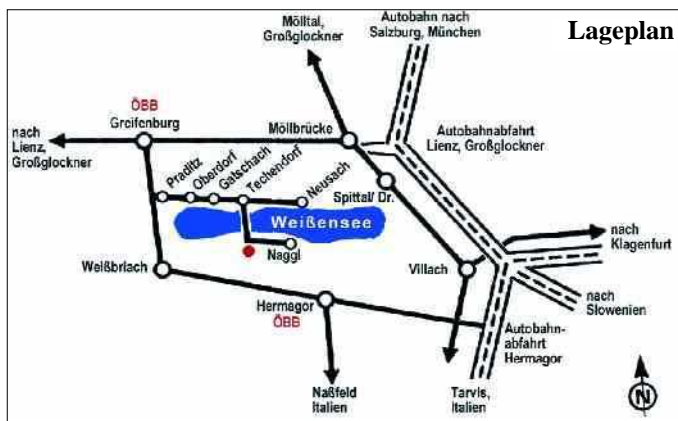 Lageplan
Autobahn nach
Salzburg, München
Mölltal,
Großglockner
ÖBB
Greifenburg
Möllbrücke
Autobahnabfahrt
Lienz, Großglockner
nach
Lienz,
Großglockner
Praditz
Oberdorf
Gatschach
Techendorf
Neusach
Spittal/ Dr.
Weißensee
Naggl
nach
Klagenfurt
Weißbriach
Villach
Hermagor
ÖBB
nach
Slowenien
Autobahn-
abfahrt
Hermagor
Naßfeld
Italien
Tarvis,
Italien
N